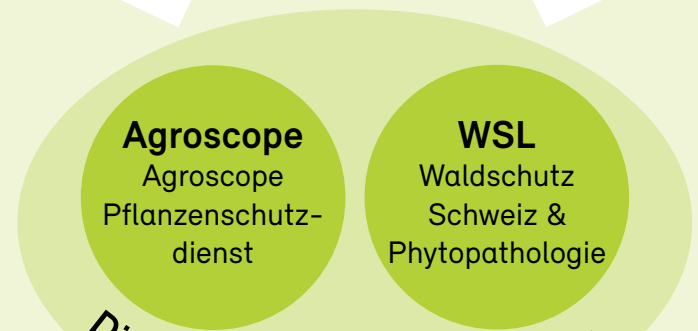 Agroscope
Agroscope
Pflanzenschutz-
dienst
WSL
Waldschutz
Schweiz &
Phytopathologie